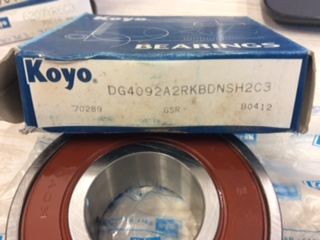 BEARINGS
Koyo
DG4092A2RKBDNSH2C3
70289 GSR B0412